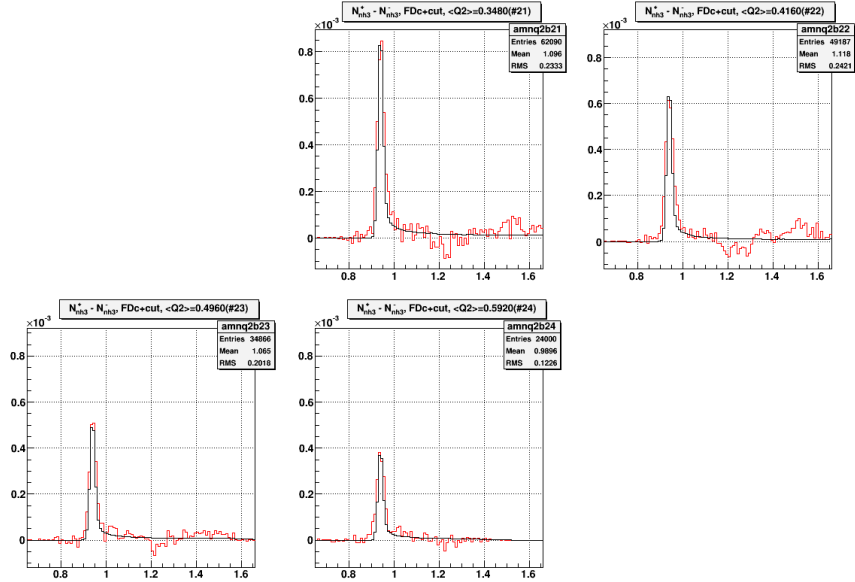 N⁺nh3 - N⁻nh3, FDc+cut, <Q2>=0.3480(#21)
×10⁻³
amnq2b21
Entries 62090
Mean 1.096
RMS 0.2333
0.8
0.6
0.4
0.2
0
0.8 1 1.2 1.4 1.6
N⁺nh3 - N⁻nh3, FDc+cut, <Q2>=0.4160(#22)
×10⁻³
amnq2b22
Entries 49187
Mean 1.118
RMS 0.2421
0.8
0.6
0.4
0.2
0
0.8 1 1.2 1.4 1.6
N⁺nh3 - N⁻nh3, FDc+cut, <Q2>=0.4960(#23)
×10⁻³
amnq2b23
Entries 34866
Mean 1.065
RMS 0.2018
0.8
0.6
0.4
0.2
0
0.8 1 1.2 1.4 1.6
N⁺nh3 - N⁻nh3, FDc+cut, <Q2>=0.5920(#24)
×10⁻³
amnq2b24
Entries 24000
Mean 0.9896
RMS 0.1226
0.8
0.6
0.4
0.2
0
0.8 1 1.2 1.4 1.6